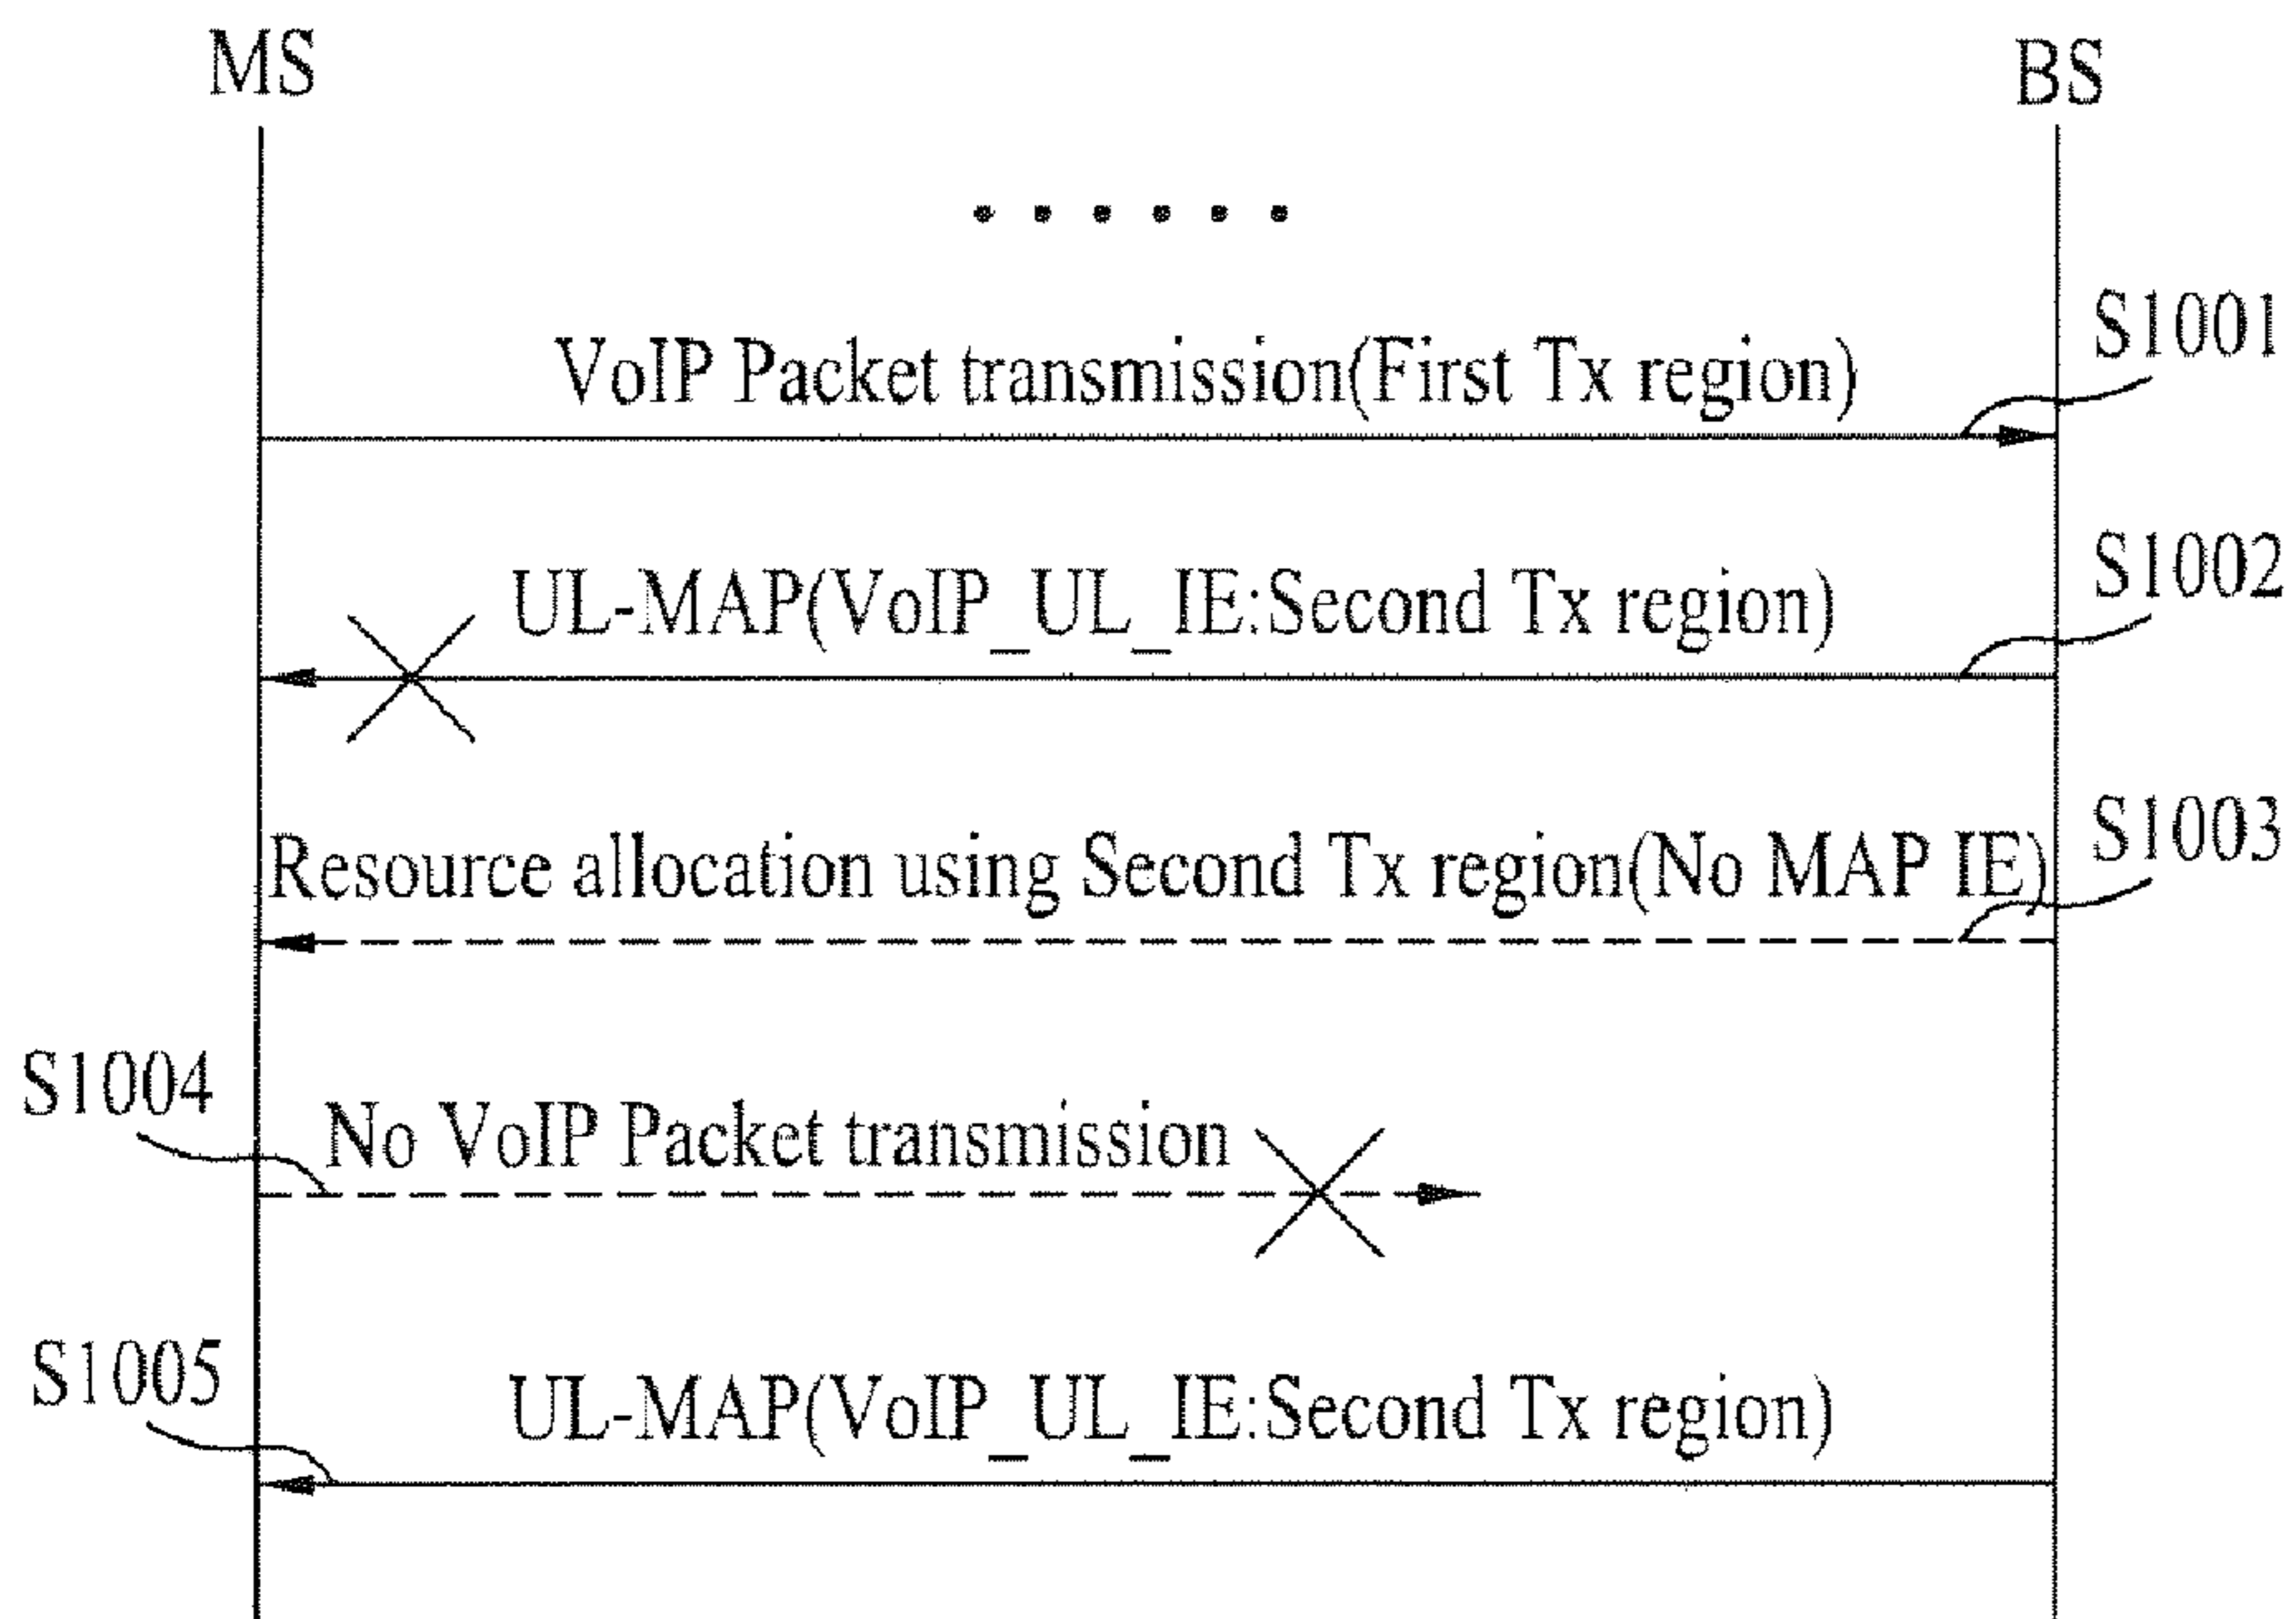 MS
BS
S1001
VoIP Packet transmission(First Tx region)
S1002
UL-MAP(VoIP_UL_IE:Second Tx region)
S1003
Resource allocation using Second Tx region(No MAP IE)
S1004
No VoIP Packet transmission
S1005
UL-MAP(VoIP_UL_IE:Second Tx region)